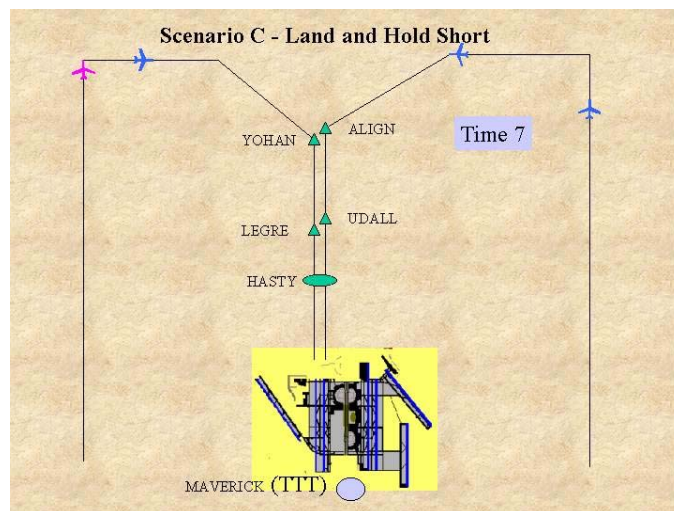 Scenario C - Land and Hold Short
ALIGN
YOHAN
Time 7
UDALL
LEGRE
HASTY
MAVERICK (TTT)